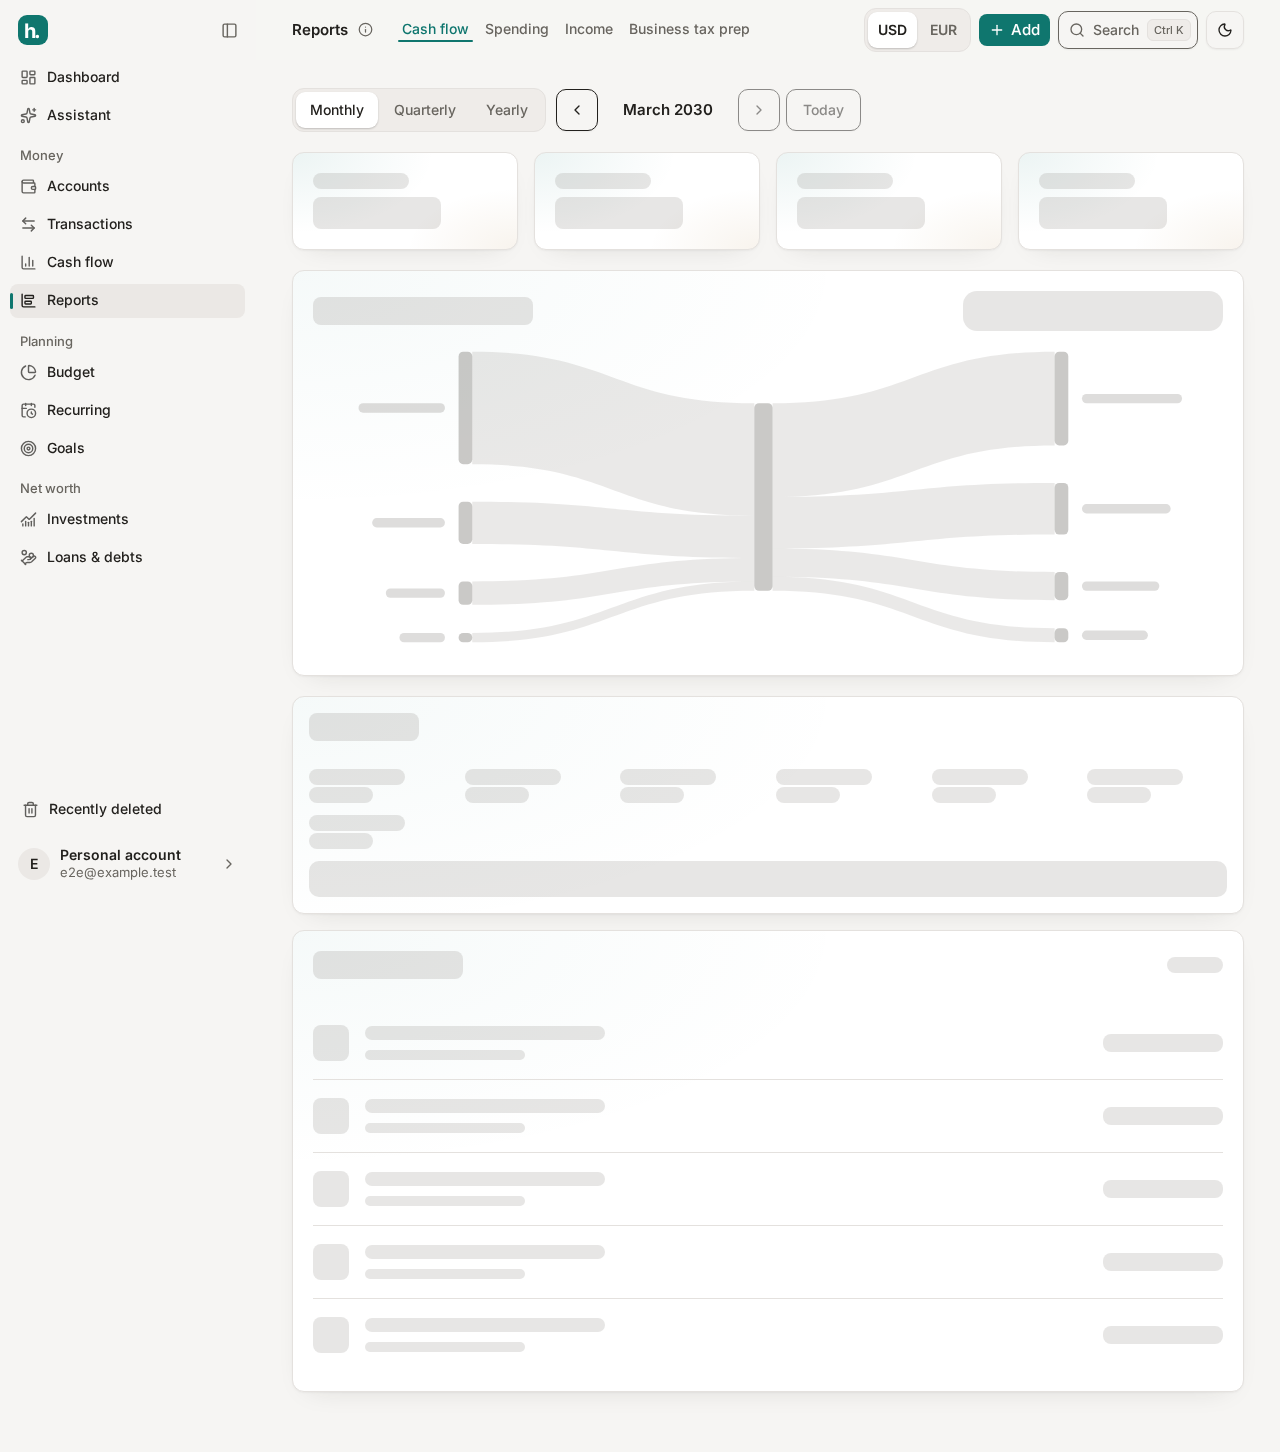 h.
Dashboard
Assistant
Money
Accounts
Transactions
Cash flow
Reports
Planning
Budget
Recurring
Goals
Net worth
Investments
Loans & debts
Recently deleted
E
Personal account
e2e@example.test
Reports
Cash flow
Spending
Income
Business tax prep
USD
EUR
Add
Search
Ctrl K
Monthly
Quarterly
Yearly
March 2030
Today